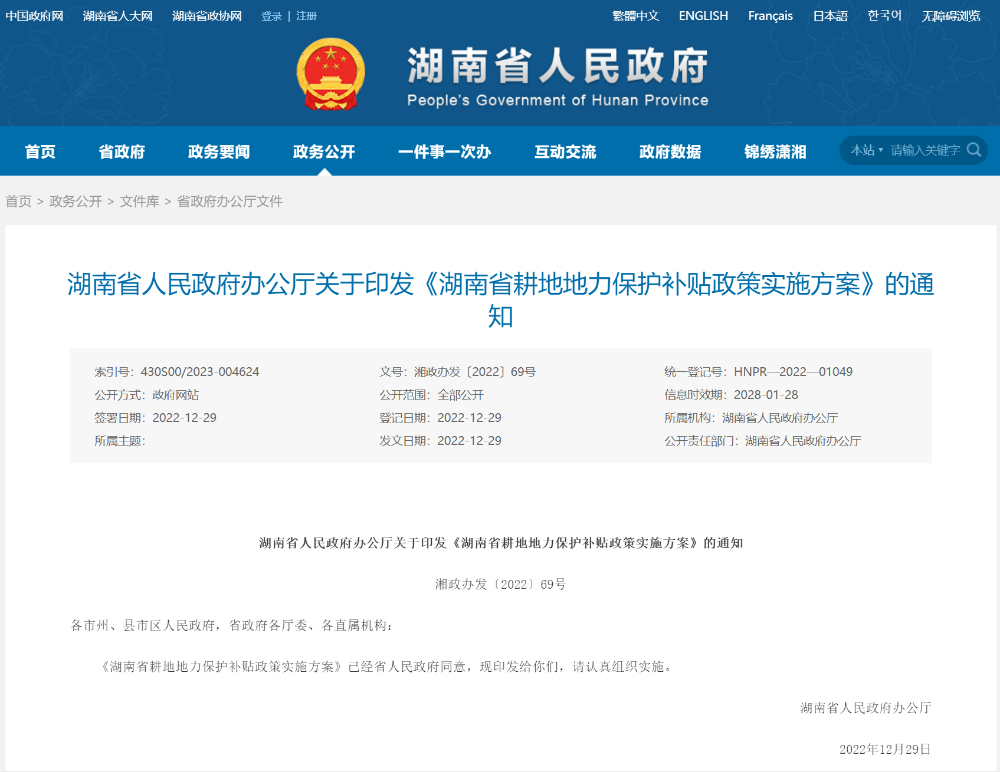 中国政府网 湖南省人大网 湖南省政协网 登录 | 注册 繁體中文 ENGLISH Français 日本語 한국어 无障碍浏览
湖南省人民政府
People's Government of Hunan Province
首页 省政府 政务要闻 政务公开 一件事一次办 互动交流 政府数据 锦绣潇湘 本站 请输入关键字
首页 > 政务公开 > 文件库 > 省政府办公厅文件
湖南省人民政府办公厅关于印发《湖南省耕地地力保护补贴政策实施方案》的通
知
索引号：430S00/2023-004624 文号：湘政办发〔2022〕69号 统一登记号：HNPR—2022—01049
公开方式：政府网站 公开范围：全部公开 信息时效期：2028-01-28
签署日期：2022-12-29 登记日期：2022-12-29 所属机构：湖南省人民政府办公厅
所属主题： 发文日期：2022-12-29 公开责任部门：湖南省人民政府办公厅
湖南省人民政府办公厅关于印发《湖南省耕地地力保护补贴政策实施方案》的通知
湘政办发〔2022〕69号
各市州、县市区人民政府，省政府各厅委、各直属机构：
《湖南省耕地地力保护补贴政策实施方案》已经省人民政府同意，现印发给你们，请认真组织实施。
湖南省人民政府办公厅
2022年12月29日